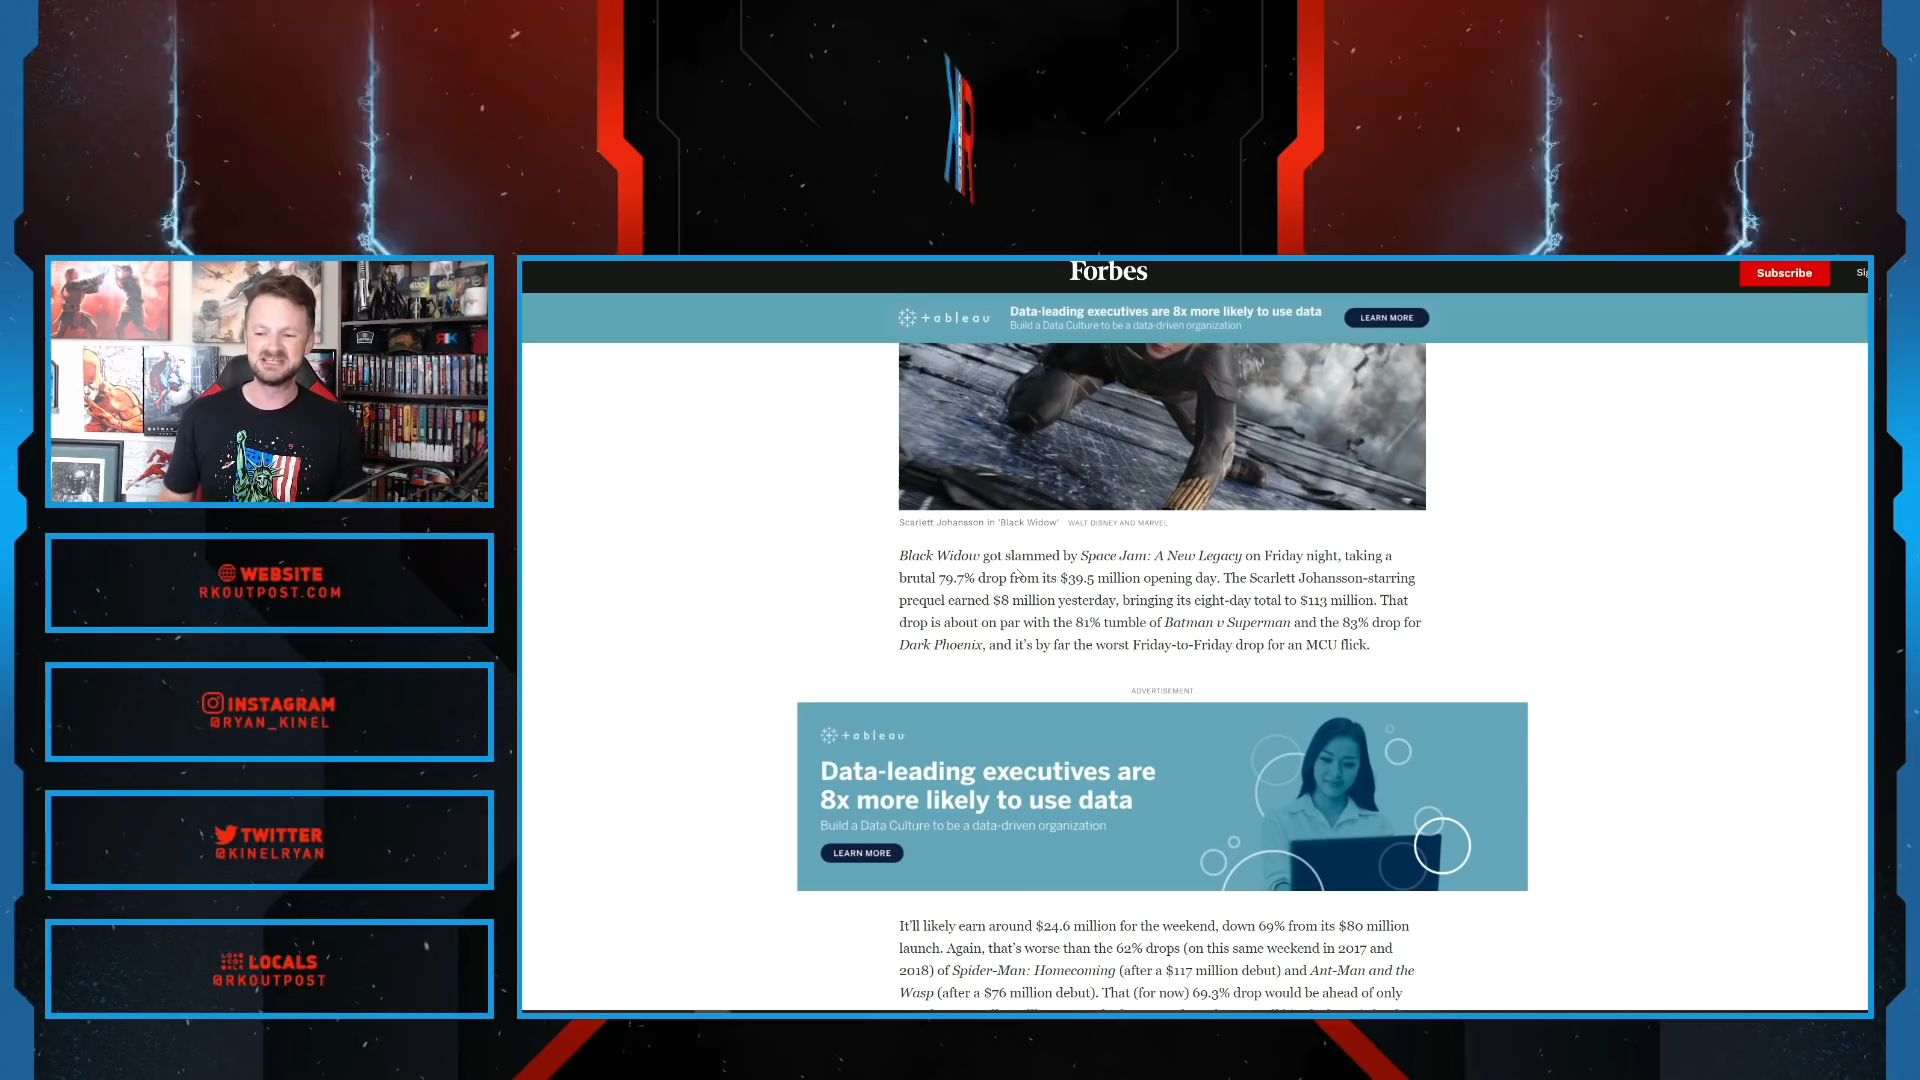 Forbes
Subscribe
+ableau
Data-leading executives are 8x more likely to use data
Build a Data Culture to be a data-driven organization
LEARN MORE
Scarlett Johansson in 'Black Widow' WALT DISNEY AND MARVEL
Black Widow got slammed by Space Jam: A New Legacy on Friday night, taking a
brutal 79.7% drop from its $39.5 million opening day. The Scarlett Johansson-starring
prequel earned $8 million yesterday, bringing its eight-day total to $113 million. That
drop is about on par with the 81% tumble of Batman v Superman and the 83% drop for
Dark Phoenix, and it's by far the worst Friday-to-Friday drop for an MCU flick.
ADVERTISEMENT
+ableau
Data-leading executives are
8x more likely to use data
Build a Data Culture to be a data-driven organization
LEARN MORE
It'll likely earn around $24.6 million for the weekend, down 69% from its $80 million
launch. Again, that's worse than the 62% drops (on this same weekend in 2017 and
2018) of Spider-Man: Homecoming (after a $117 million debut) and Ant-Man and the
Wasp (after a $76 million debut). That (for now) 69.3% drop would be ahead of only
WEBSITE
RKOUTPOST.COM
INSTAGRAM
@RYAN_KINEL
TWITTER
@KINELRYAN
LOCALS
@RKOUTPOST